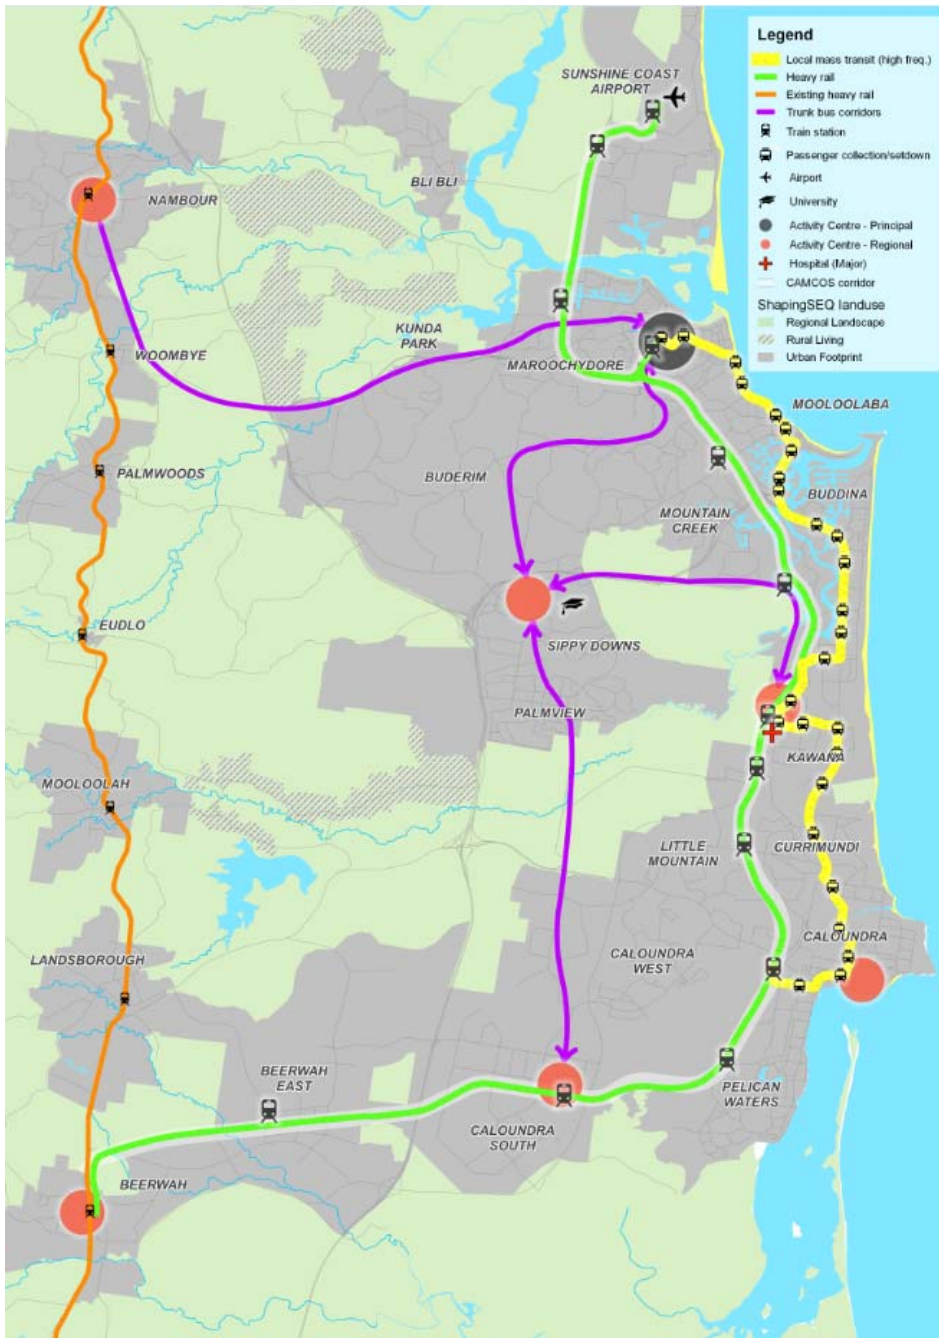 Legend
Local mass transit (high freq.)
Heavy rail
Existing heavy rail
Trunk bus corridors
Train station
Passenger collection/setdown
Airport
University
Activity Centre - Principal
Activity Centre - Regional
Hospital (Major)
CAMCOS corridor
ShapingSEQ landuse
Regional Landscape
Rural Living
Urban Footprint
SUNSHINE COAST
AIRPORT
BLI BLI
NAMBOUR
KUNDA
PARK
WOOMBYE
MAROOCHYDORE
MOOLOOLABA
PALMWOODS
BUDERIM
BUDDINA
MOUNTAIN
CREEK
EUDLO
SIPPY DOWNS
PALMVIEW
KAWANA
MOOLOOLAH
LITTLE
MOUNTAIN
CURRIMUNDI
CALOUNDRA
LANDSBOROUGH
CALOUNDRA
WEST
BEERWAH
EAST
PELICAN
WATERS
CALOUNDRA
SOUTH
BEERWAH